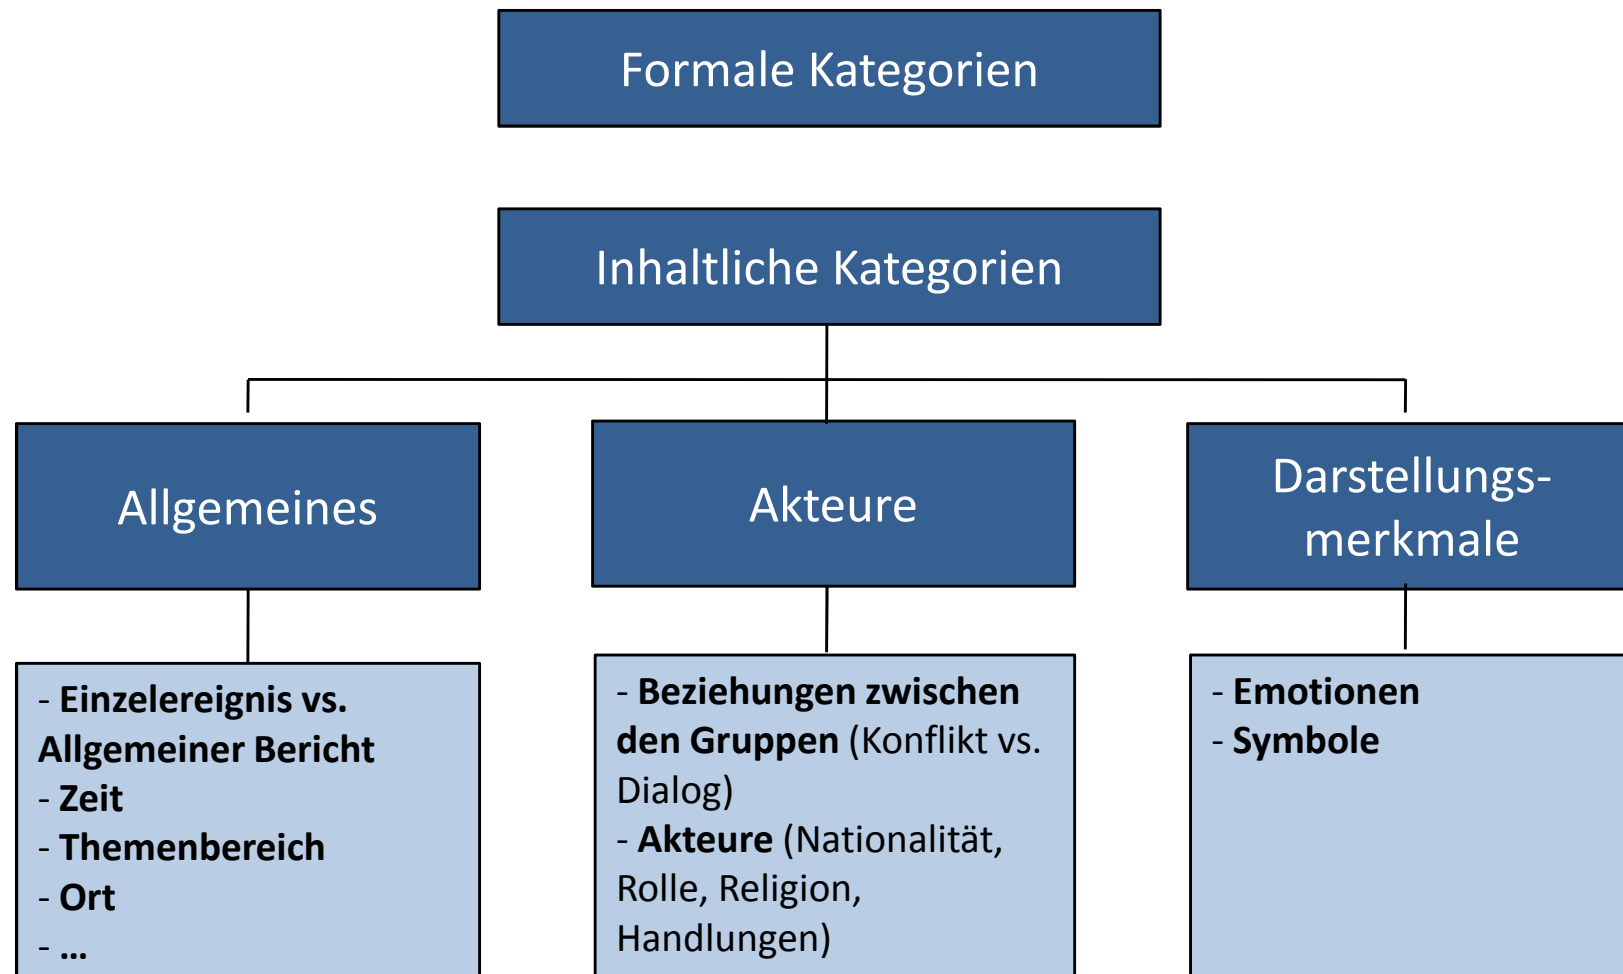 Formale Kategorien
Inhaltliche Kategorien
Allgemeines
- Einzelereignis vs.
Allgemeiner Bericht
- Zeit
- Themenbereich
- Ort
- ...
Akteure
- Beziehungen zwischen
den Gruppen (Konflikt vs.
Dialog)
- Akteure (Nationalität,
Rolle, Religion,
Handlungen)
Darstellungs-
merkmale
- Emotionen
- Symbole